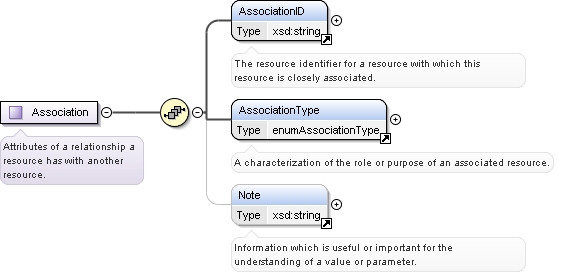 AssociationID
Type xsd:string
The resource identifier for a resource with which this
resource is closely associated.
Association
Attributes of a relationship a
resource has with another
resource.
AssociationType
Type enumAssociationType
A characterization of the role or purpose of an associated resource.
Note
Type xsd:string
Information which is useful or important for the
understanding of a value or parameter.